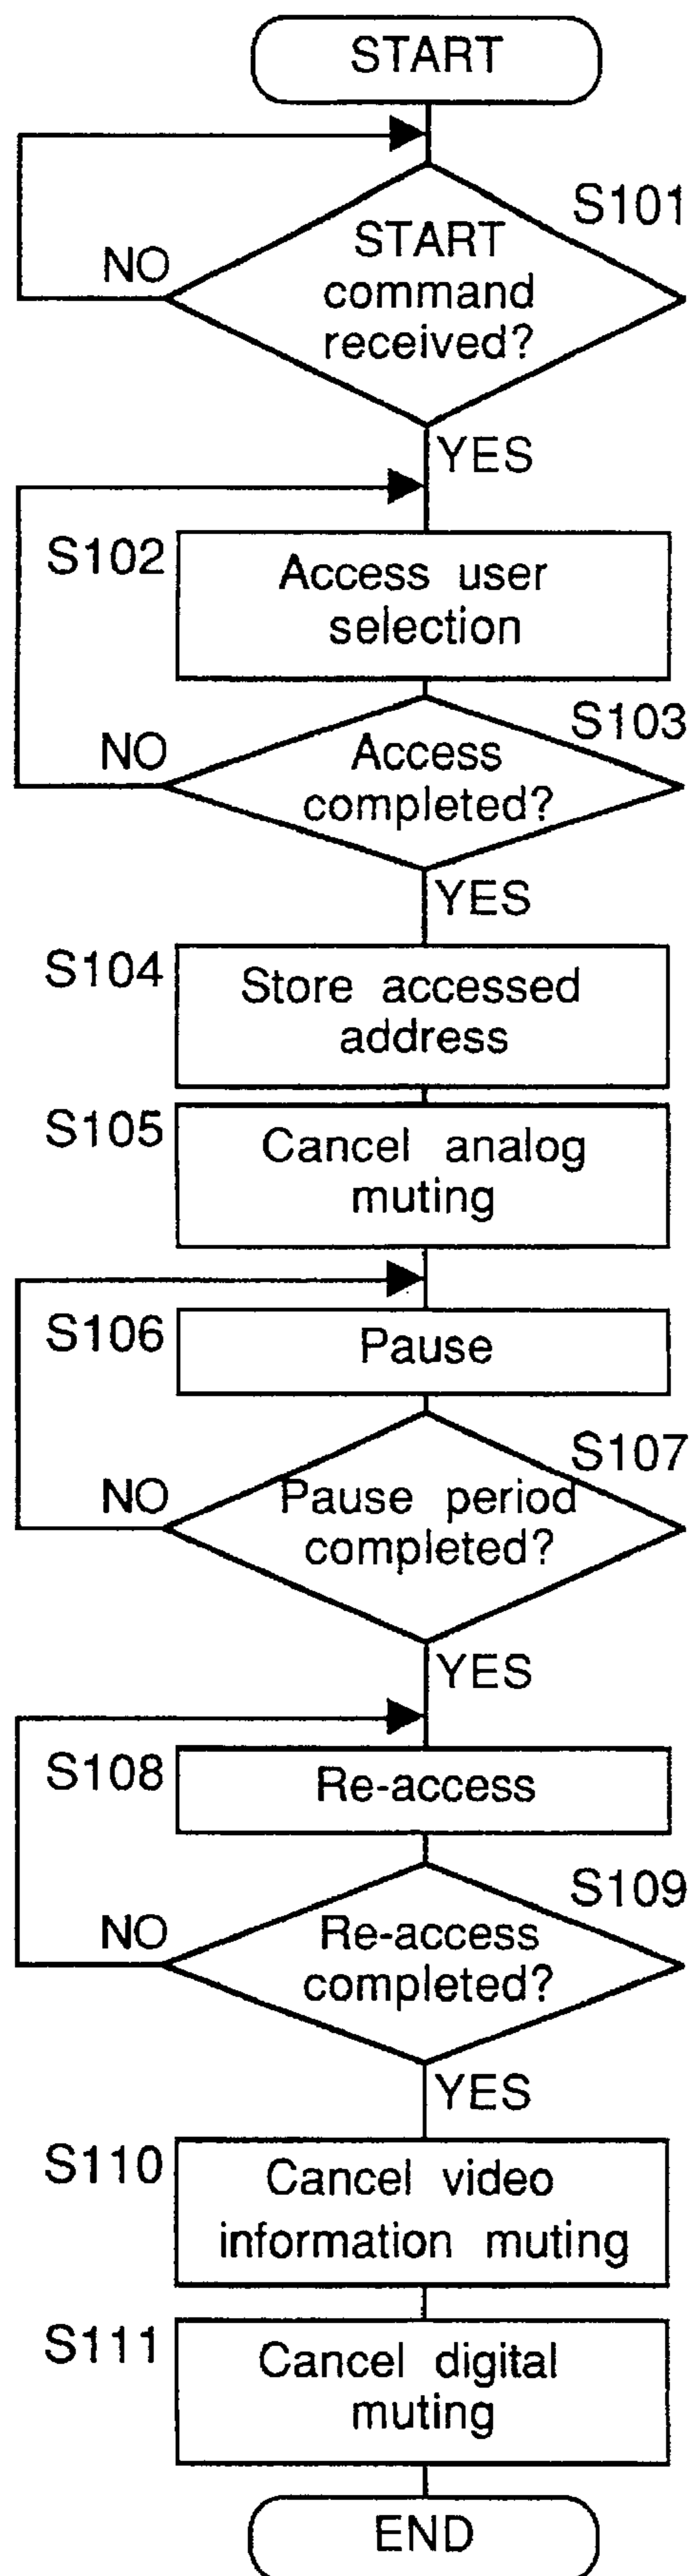 START
S101
START
command
received?
NO
YES
S102
Access user
selection
S103
NO
Access
completed?
YES
S104
Store accessed
address
S105
Cancel analog
muting
S106
Pause
S107
NO
Pause period
completed?
YES
S108
Re-access
S109
NO
Re-access
completed?
YES
S110
Cancel video
information muting
S111
Cancel digital
muting
END